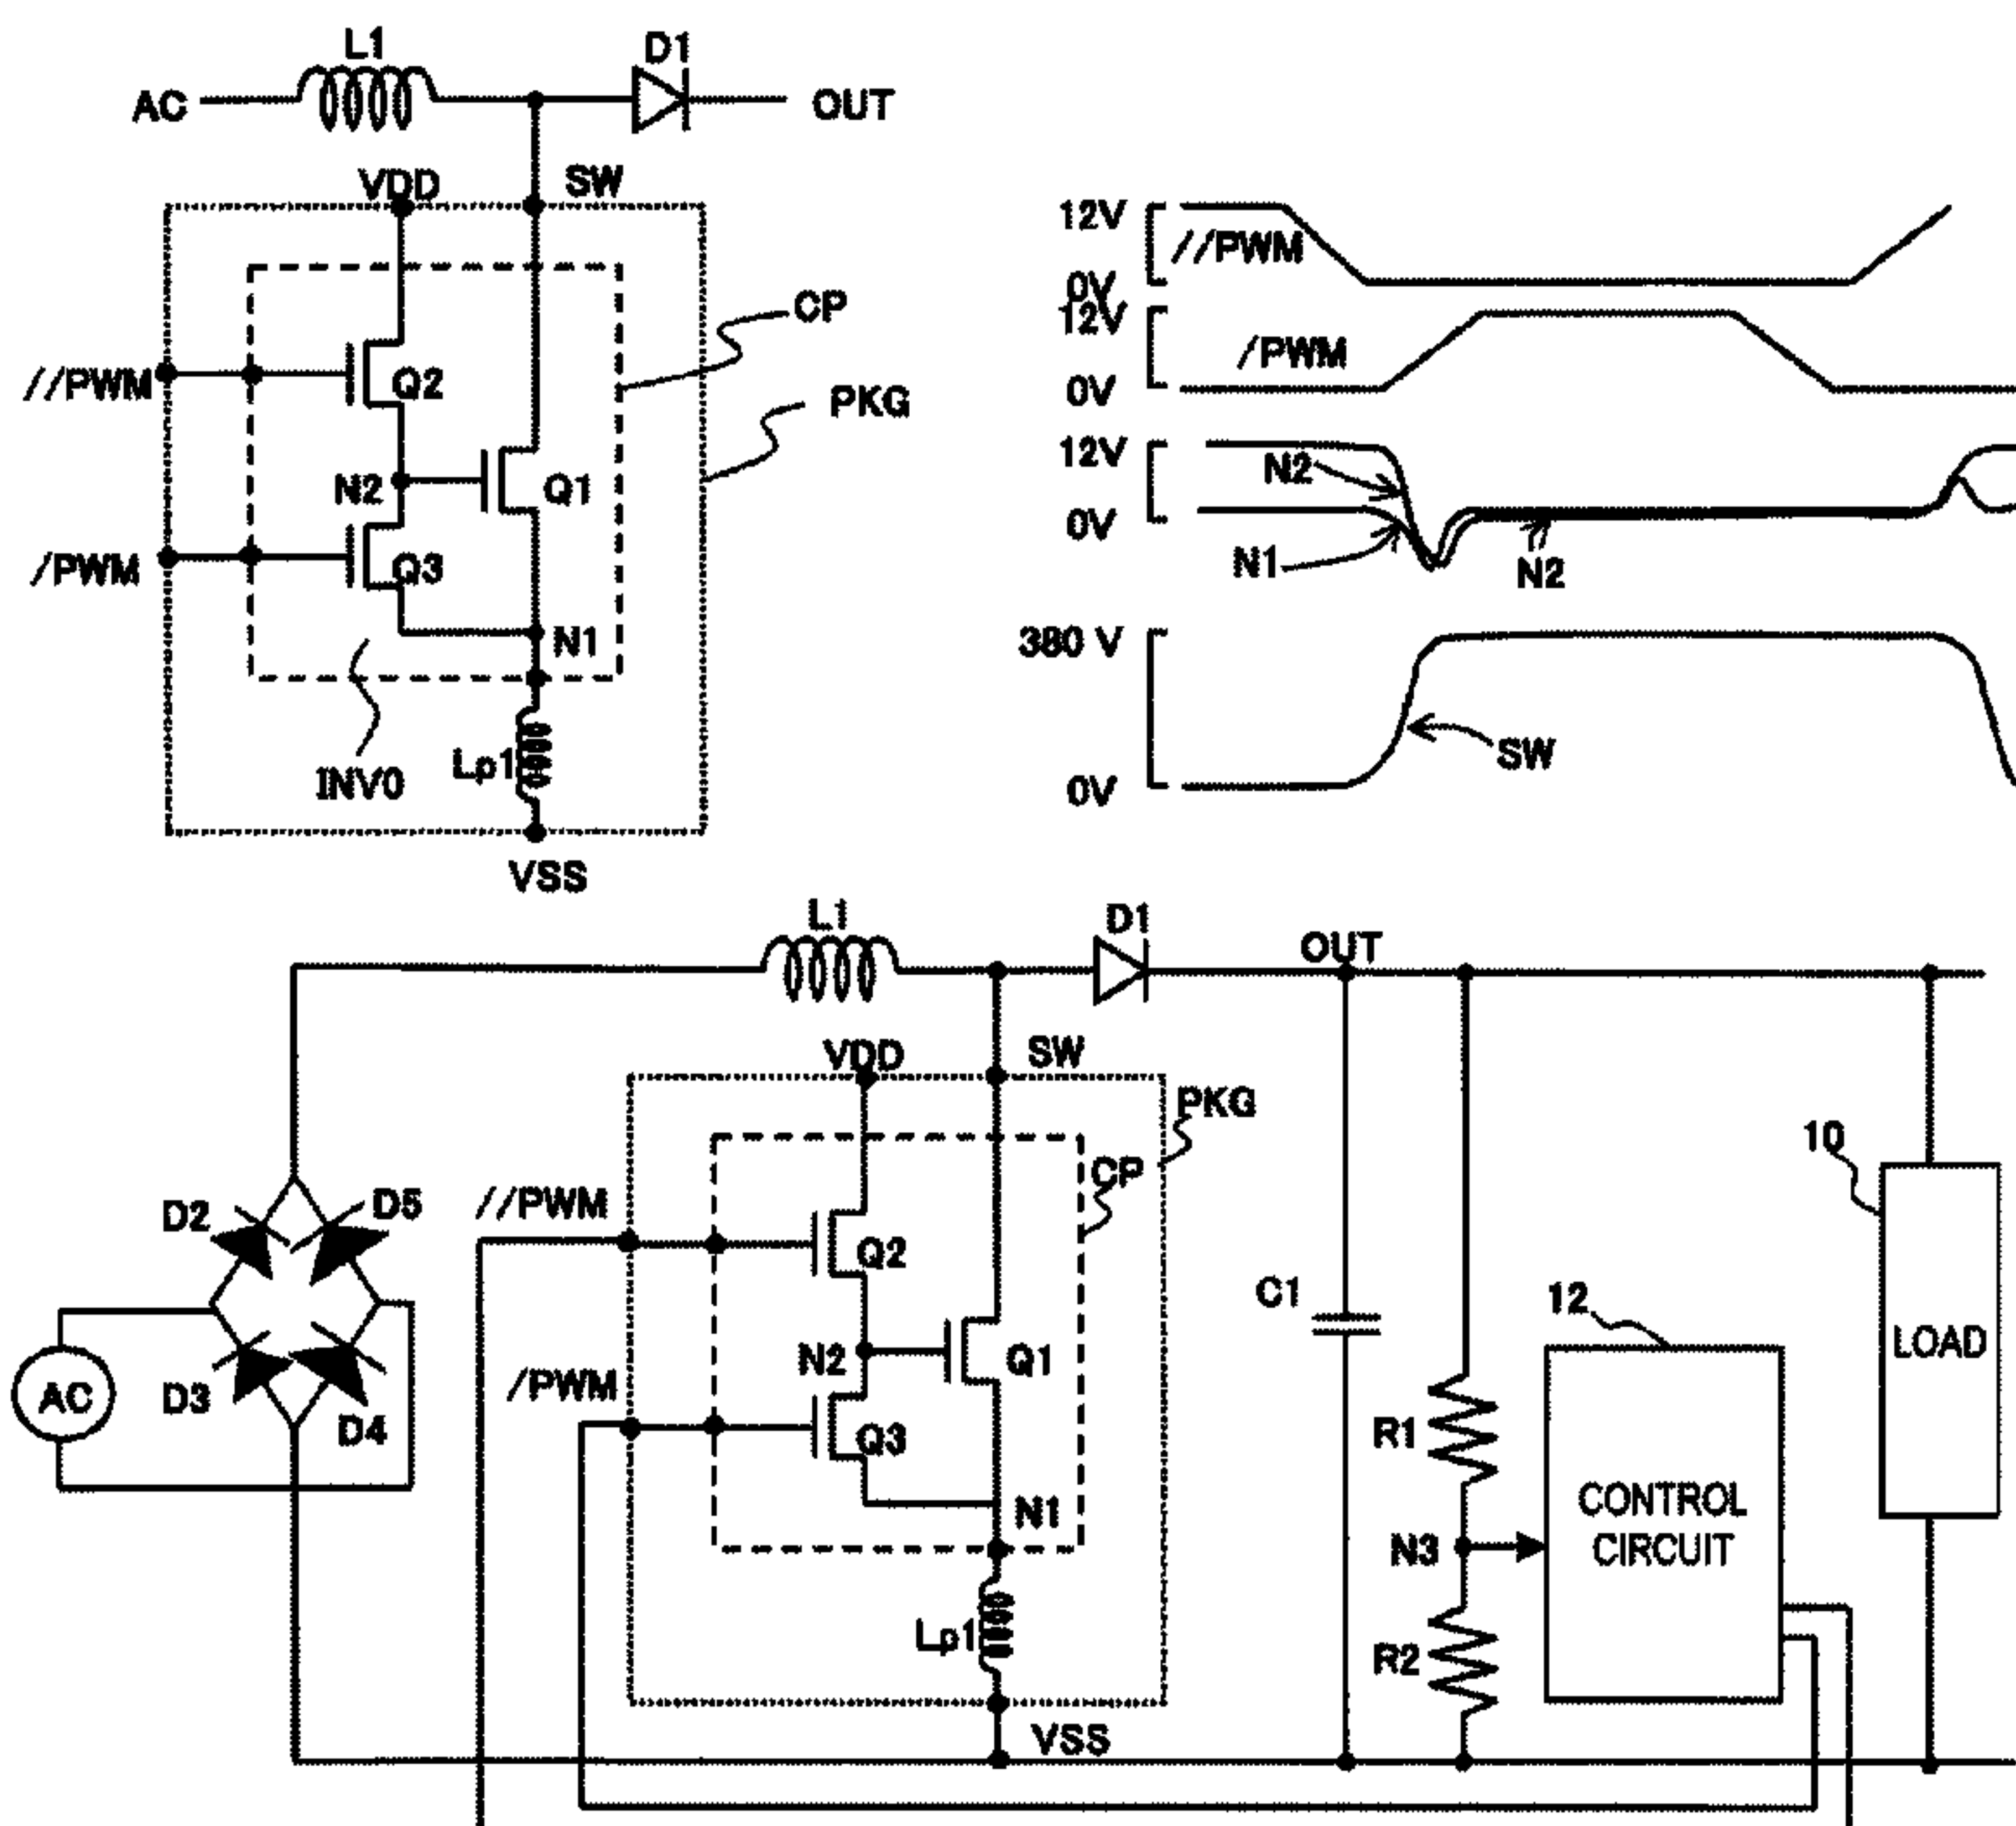 L1
D1
AC
OUT
VDD
SW
CP
//PWM
Q2
PKG
N2
Q1
/PWM
Q3
N1
INV0
Lp1
VSS
12V
//PWM
0V
12V
/PWM
0V
12V
N2
0V
N1
N2
380 V
SW
0V
L1
D1
OUT
VDD
SW
PKG
CP
10
D2
D5
//PWM
Q2
C1
12
LOAD
AC
D3
D4
/PWM
N2
Q1
Q3
R1
N1
N3
CONTROL
CIRCUIT
Lp1
R2
VSS